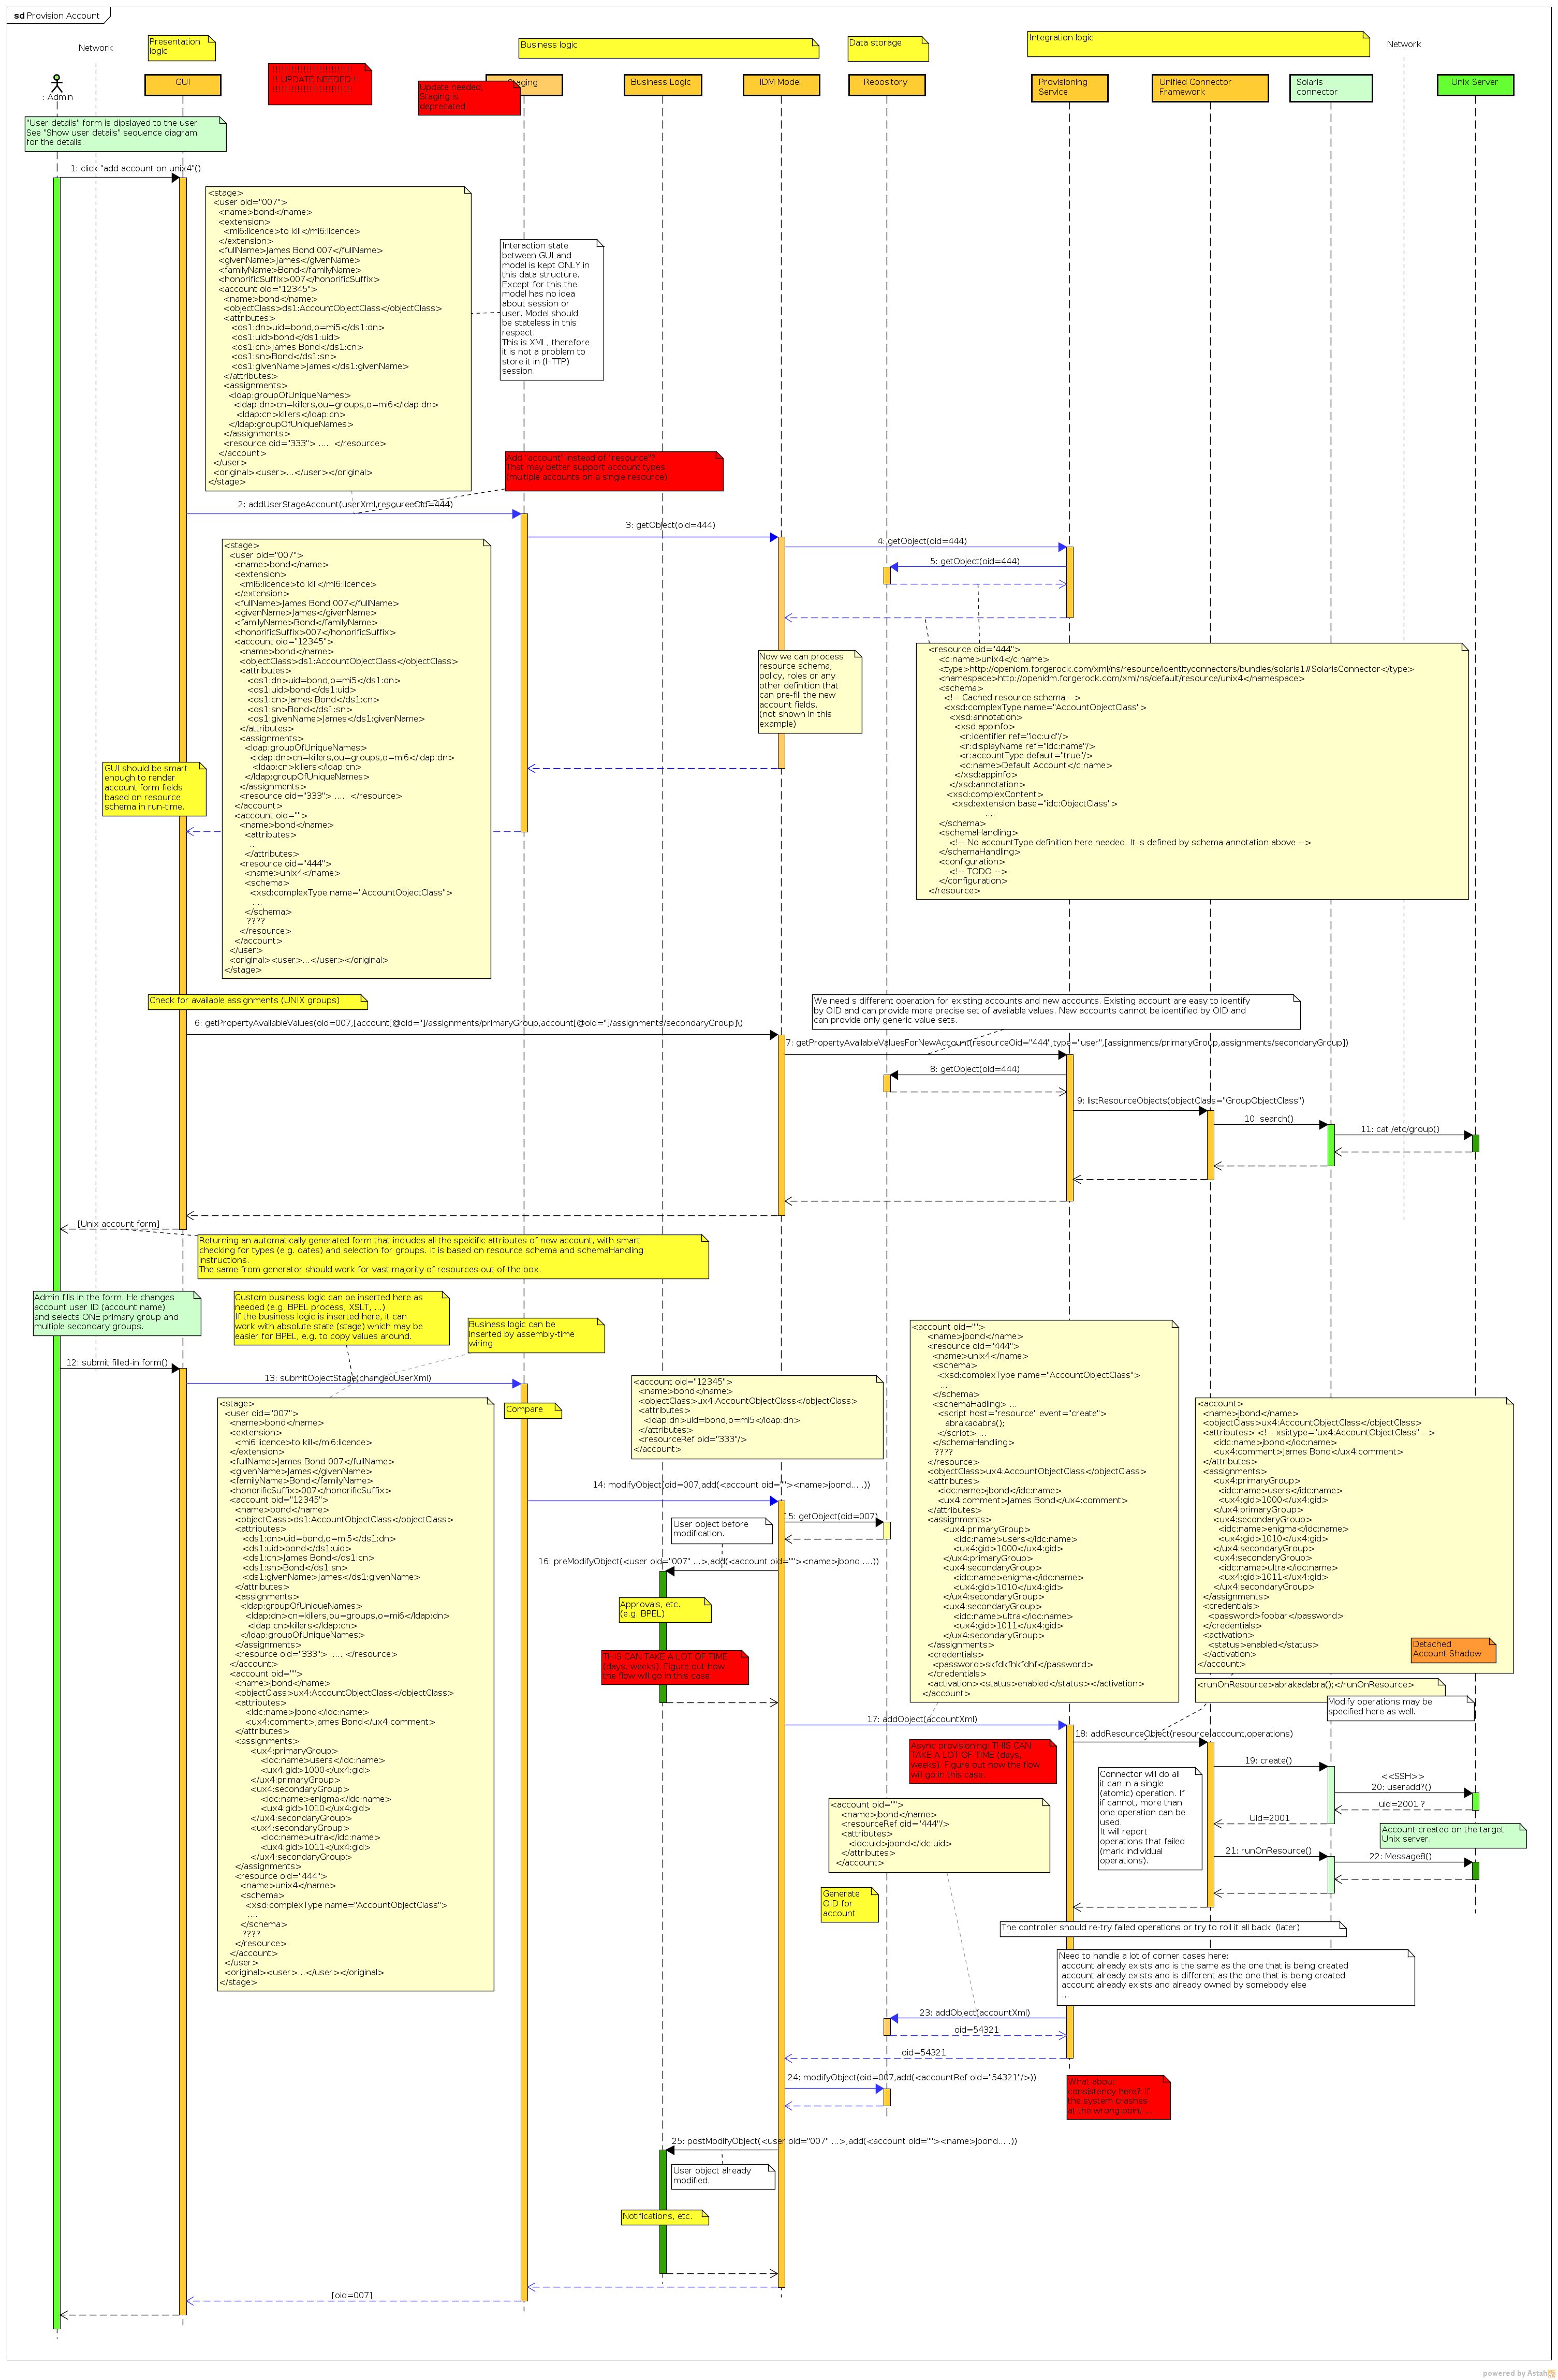 sd Provision Account
Network
Presentation
logic
Business logic
Data storage
Integration logic
Network
: Admin
GUI
!!!!!!!!!!!!!!!!!!!!!!!!!!!
!! UPDATE NEEDED !!
!!!!!!!!!!!!!!!!!!!!!!!!!!!
Update needed,
Staging is
deprecated
Business Logic
IDM Model
Repository
Provisioning
Service
Unified Connector
Framework
Solaris
connector
Unix Server
"User details" form is dipslayed to the user.
See "Show user details" sequence diagram
for the details.
1: click "add account on unix4"()
<stage>
<user oid="007">
<name>bond</name>
<extension>
<mi6:licence>to kill</mi6:licence>
</extension>
<fullName>James Bond 007</fullName>
<givenName>James</givenName>
<familyName>Bond</familyName>
<honorificSuffix>007</honorificSuffix>
<account oid="12345">
<name>bond</name>
<objectClass>ds1:AccountObjectClass</objectClass>
<attributes>
<ds1:dn>uid=bond,o=mi5</ds1:dn>
<ds1:uid>bond</ds1:uid>
<ds1:cn>James Bond</ds1:cn>
<ds1:sn>Bond</ds1:sn>
<ds1:givenName>James</ds1:givenName>
</attributes>
<assignments>
<ldap:groupOfUniqueNames>
<ldap:dn>cn=killers,ou=groups,o=mi6</ldap:dn>
<ldap:cn>killers</ldap:cn>
</ldap:groupOfUniqueNames>
</assignments>
<resource oid="333"> ..... </resource>
</account>
</user>
<original><user>...</user></original>
</stage>
Interaction state
between GUI and
model is kept ONLY in
this data structure.
Except for this the
model has no idea
about session or
user. Model should
be stateless in this
respect.
This is XML, therefore
it is not a problem to
store it in (HTTP)
session.
Add "account" instead of "resource"?
That may better support account types
(multiple accounts on a single resource)
2: addUserStageAccount(userXml,resourceOid=444)
3: getObject(oid=444)
4: getObject(oid=444)
5: getObject(oid=444)
<stage>
<user oid="007">
<name>bond</name>
<extension>
<mi6:licence>to kill</mi6:licence>
</extension>
<fullName>James Bond 007</fullName>
<givenName>James</givenName>
<familyName>Bond</familyName>
<honorificSuffix>007</honorificSuffix>
<account oid="12345">
<name>bond</name>
<objectClass>ds1:AccountObjectClass</objectClass>
<attributes>
<ds1:dn>uid=bond,o=mi5</ds1:dn>
<ds1:uid>bond</ds1:uid>
<ds1:cn>James Bond</ds1:cn>
<ds1:sn>Bond</ds1:sn>
<ds1:givenName>James</ds1:givenName>
</attributes>
<assignments>
<ldap:groupOfUniqueNames>
<ldap:dn>cn=killers,ou=groups,o=mi6</ldap:dn>
<ldap:cn>killers</ldap:cn>
</ldap:groupOfUniqueNames>
</assignments>
<resource oid="333"> ..... </resource>
</account>
<account oid="">
<name>bond</name>
<attributes>
...
</attributes>
<resource oid="444">
<name>unix4</name>
<schema>
<xsd:complexType name="AccountObjectClass">
....
</schema>
????
</resource>
</account>
</user>
<original><user>...</user></original>
</stage>
GUI should be smart
enough to render
account form fields
based on resource
schema in run-time.
Now we can process
resource schema,
policy, roles or any
other definition that
can pre-fill the new
account fields.
(not shown in this
example)
<resource oid="444">
<c:name>unix4</c:name>
<type>http://openidm.forgerock.com/xml/ns/resource/identityconnectors/bundles/solaris1#SolarisConnector</type>
<namespace>http://openidm.forgerock.com/xml/ns/default/resource/unix4</namespace>
<schema>
<!-- Cached resource schema -->
<xsd:complexType name="AccountObjectClass">
<xsd:annotation>
<xsd:appinfo>
<r:identifier ref="idc:uid"/>
<r:displayName ref="idc:name"/>
<r:accountType default="true"/>
<c:name>Default Account</c:name>
</xsd:appinfo>
</xsd:annotation>
<xsd:complexContent>
<xsd:extension base="idc:ObjectClass">
....
</schema>
<schemaHandling>
<!-- No accountType definition here needed. It is defined by schema annotation above -->
</schemaHandling>
<configuration>
<!-- TODO -->
</configuration>
</resource>
Check for available assignments (UNIX groups)
We need s different operation for existing accounts and new accounts. Existing account are easy to identify
by OID and can provide more precise set of available values. New accounts cannot be identified by OID and
can provide only generic value sets.
6: getPropertyAvailableValues(oid=007,[account[@oid='']/assignments/primaryGroup,account[@oid='']/assignments/secondaryGroup]\)
7: getPropertyAvailableValuesForNewAccount(resourceOid="444",type="user",[assignments/primaryGroup,assignments/secondaryGroup])
8: getObject(oid=444)
9: listResourceObjects(objectClass="GroupObjectClass")
10: search()
11: cat /etc/group()
[Unix account form]
Returning an automatically generated form that includes all the speicific attributes of new account, with smart
checking for types (e.g. dates) and selection for groups. It is based on resource schema and schemaHandling
instructions.
The same from generator should work for vast majority of resources out of the box.
Admin fills in the form. He changes
account user ID (account name)
and selects ONE primary group and
multiple secondary groups.
Custom business logic can be inserted here as
needed (e.g. BPEL process, XSLT, ...)
If the business logic is inserted here, it can
work with absolute state (stage) which may be
easier for BPEL, e.g. to copy values around.
Business logic can be
inserted by assembly-time
wiring
12: submit filled-in form()
13: submitObjectStage(changedUserXml)
<stage>
<user oid="007">
<name>bond</name>
<extension>
<mi6:licence>to kill</mi6:licence>
</extension>
<fullName>James Bond 007</fullName>
<givenName>James</givenName>
<familyName>Bond</familyName>
<honorificSuffix>007</honorificSuffix>
<account oid="12345">
<name>bond</name>
<objectClass>ds1:AccountObjectClass</objectClass>
<attributes>
<ds1:dn>uid=bond,o=mi5</ds1:dn>
<ds1:uid>bond</ds1:uid>
<ds1:cn>James Bond</ds1:cn>
<ds1:sn>Bond</ds1:sn>
<ds1:givenName>James</ds1:givenName>
</attributes>
<assignments>
<ldap:groupOfUniqueNames>
<ldap:dn>cn=killers,ou=groups,o=mi6</ldap:dn>
<ldap:cn>killers</ldap:cn>
</ldap:groupOfUniqueNames>
</assignments>
<resource oid="333"> ..... </resource>
</account>
<account oid="">
<name>jbond</name>
<objectClass>ux4:AccountObjectClass</objectClass>
<attributes>
<idc:name>jbond</idc:name>
<ux4:comment>James Bond</ux4:comment>
</attributes>
<assignments>
<ux4:primaryGroup>
<idc:name>users</idc:name>
<ux4:gid>1000</ux4:gid>
</ux4:primaryGroup>
<ux4:secondaryGroup>
<idc:name>enigma</idc:name>
<ux4:gid>1010</ux4:gid>
</ux4:secondaryGroup>
<ux4:secondaryGroup>
<idc:name>ultra</idc:name>
<ux4:gid>1011</ux4:gid>
</ux4:secondaryGroup>
</assignments>
<resource oid="444">
<name>unix4</name>
<schema>
<xsd:complexType name="AccountObjectClass">
....
</schema>
????
</resource>
</account>
</user>
<original><user>...</user></original>
</stage>
Compare
<account oid="12345">
<name>bond</name>
<objectClass>ux4:AccountObjectClass</objectClass>
<attributes>
<ldap:dn>uid=bond,o=mi5</ldap:dn>
</attributes>
<resourceRef oid="333"/>
</account>
14: modifyObject(oid=007,add(<account oid=""><name>jbond.....))
15: getObject(oid=007)
User object before
modification.
16: preModifyObject(<user oid="007" ...>,add(<account oid=""><name>jbond.....))
Approvals, etc.
(e.g. BPEL)
THIS CAN TAKE A LOT OF TIME
(days, weeks). Figure out how
the flow will go in this case.
<account oid="">
<name>jbond</name>
<resource oid="444">
<name>unix4</name>
<schema>
<xsd:complexType name="AccountObjectClass">
....
</schema>
<schemaHadling> ...
<script host="resource" event="create">
abrakadabra();
</script> ...
</schemaHandling>
????
</resource>
<objectClass>ux4:AccountObjectClass</objectClass>
<attributes>
<idc:name>jbond</idc:name>
<ux4:comment>James Bond</ux4:comment>
</attributes>
<assignments>
<ux4:primaryGroup>
<idc:name>users</idc:name>
<ux4:gid>1000</ux4:gid>
</ux4:primaryGroup>
<ux4:secondaryGroup>
<idc:name>enigma</idc:name>
<ux4:gid>1010</ux4:gid>
</ux4:secondaryGroup>
<ux4:secondaryGroup>
<idc:name>ultra</idc:name>
<ux4:gid>1011</ux4:gid>
</ux4:secondaryGroup>
</assignments>
<credentials>
<password>skfdkfhkfdhf</password>
</credentials>
<activation><status>enabled</status></activation>
</account>
<account>
<name>jbond</name>
<objectClass>ux4:AccountObjectClass</objectClass>
<attributes> <!-- xsi:type="ux4:AccountObjectClass" -->
<idc:name>jbond</idc:name>
<ux4:comment>James Bond</ux4:comment>
</attributes>
<assignments>
<ux4:primaryGroup>
<idc:name>users</idc:name>
<ux4:gid>1000</ux4:gid>
</ux4:primaryGroup>
<ux4:secondaryGroup>
<idc:name>enigma</idc:name>
<ux4:gid>1010</ux4:gid>
</ux4:secondaryGroup>
<ux4:secondaryGroup>
<idc:name>ultra</idc:name>
<ux4:gid>1011</ux4:gid>
</ux4:secondaryGroup>
</assignments>
<credentials>
<password>foobar</password>
</credentials>
<activation>
<status>enabled</status>
</activation>
</account>
Detached
Account Shadow
<runOnResource>abrakadabra();</runOnResource>
Modify operations may be
specified here as well.
17: addObject(accountXml)
18: addResourceObject(resource,account,operations)
Async provisioning: THIS CAN
TAKE A LOT OF TIME (days,
weeks). Figure out how the flow
will go in this case.
Connector will do all
it can in a single
(atomic) operation. If
if cannot, more than
one operation can be
used.
It will report
operations that failed
(mark individual
operations).
19: create()
<<SSH>>
20: useradd?()
uid=2001 ?
Uid=2001
Account created on the target
Unix server.
21: runOnResource()
22: Message8()
<account oid="">
<name>jbond</name>
<resourceRef oid="444"/>
<attributes>
<idc:uid>jbond</idc:uid>
</attributes>
</account>
Generate
OID for
account
The controller should re-try failed operations or try to roll it all back. (later)
Need to handle a lot of corner cases here:
account already exists and is the same as the one that is being created
account already exists and is different as the one that is being created
account already exists and already owned by somebody else
...
23: addObject(accountXml)
oid=54321
oid=54321
24: modifyObject(oid=007,add(<accountRef oid="54321"/>))
What about
consistency here? If
the system crashes
at the wrong point ....
25: postModifyObject(<user oid="007" ...>,add(<account oid=""><name>jbond.....))
User object already
modified.
Notifications, etc.
[oid=007]
powered by Astah